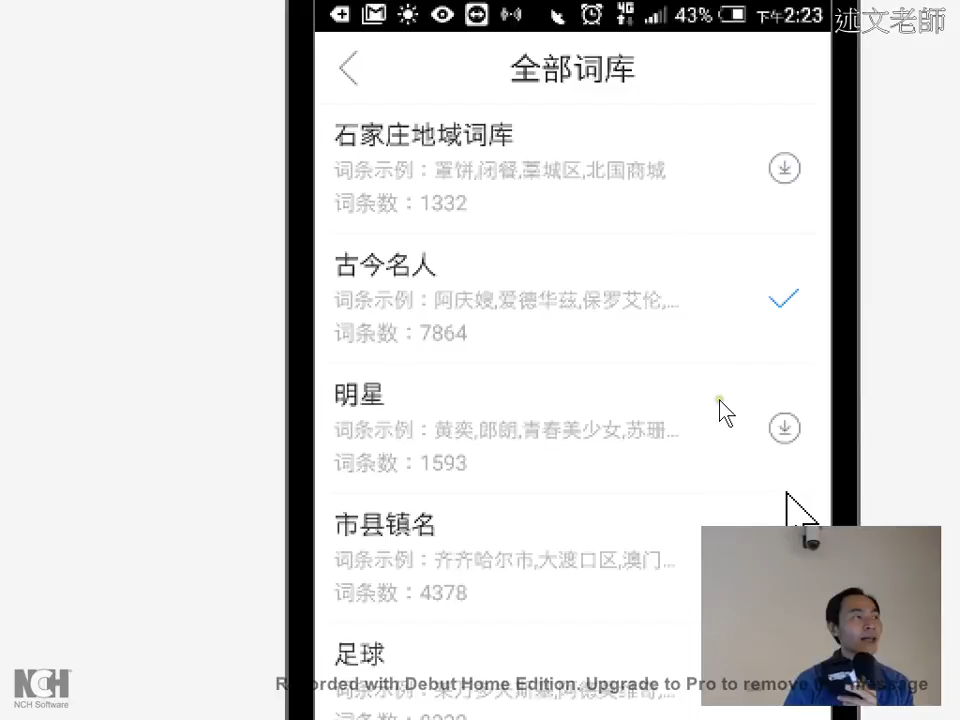 43% 下午2:23
述文老師
全部词库
石家庄地域词库
词条示例：罩饼,闭餐,藁城区,北国商城
词条数：1332
古今名人
词条示例：阿庆嫂,爱德华兹,保罗艾伦,...
词条数：7864
明星
词条示例：黄奕,郎朗,青春美少女,苏珊...
词条数：1593
市县镇名
词条示例：齐齐哈尔市,大渡口区,澳门...
词条数：4378
足球
Recorded with Debut Home Edition. Upgrade to Pro to remove this message
NCH
NCH Software